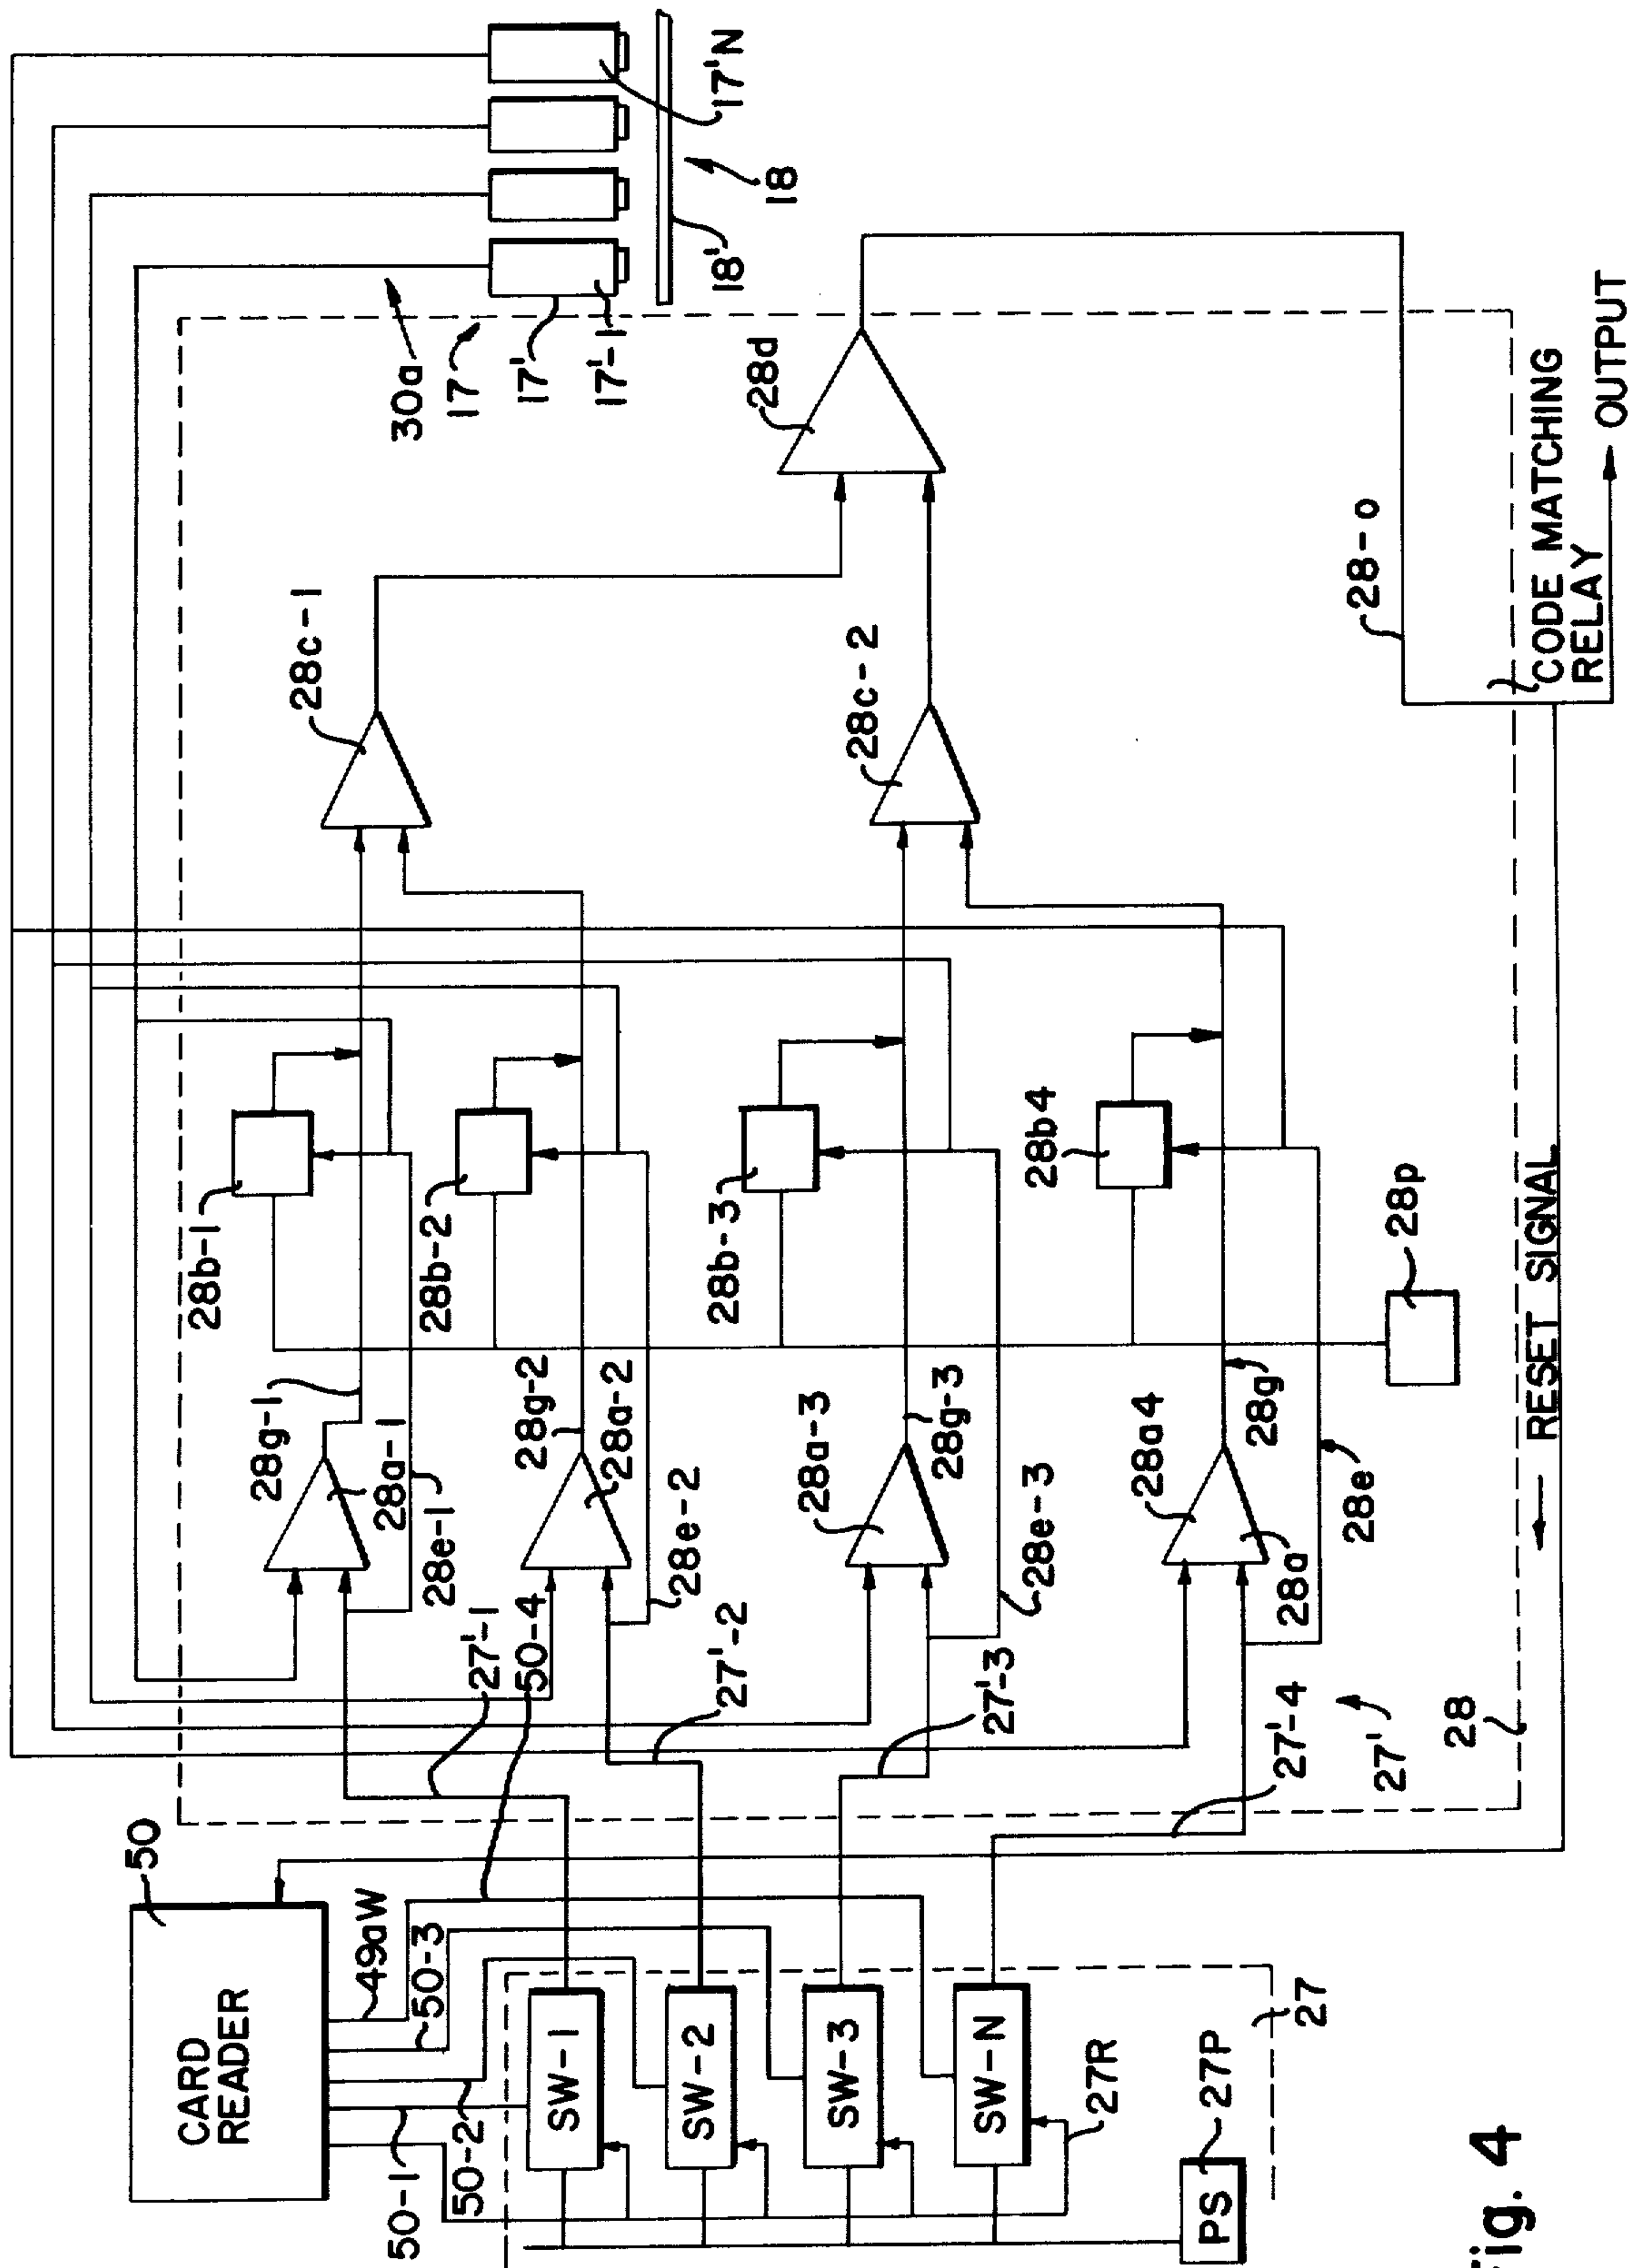 50
CARD
READER
49aW
50-3
50-2
50-1
SW-1
SW-2
SW-3
SW-N
27R
27P
PS
27
27'-1
50-4
27'-2
27'-3
27'-4
27'
28
28g-1
28a-1
28e-1
28g-2
28a-2
28e-2
28a-3
28g-3
28e-3
28a4
28g
28a
28e
28b-1
28b-2
28b-3
28b4
28p
28c-1
28c-2
28d
28-0
30a
17
17'
17'-1
17'N
18'
18
CODE MATCHING
RELAY
OUTPUT
RESET SIGNAL
Fig. 4